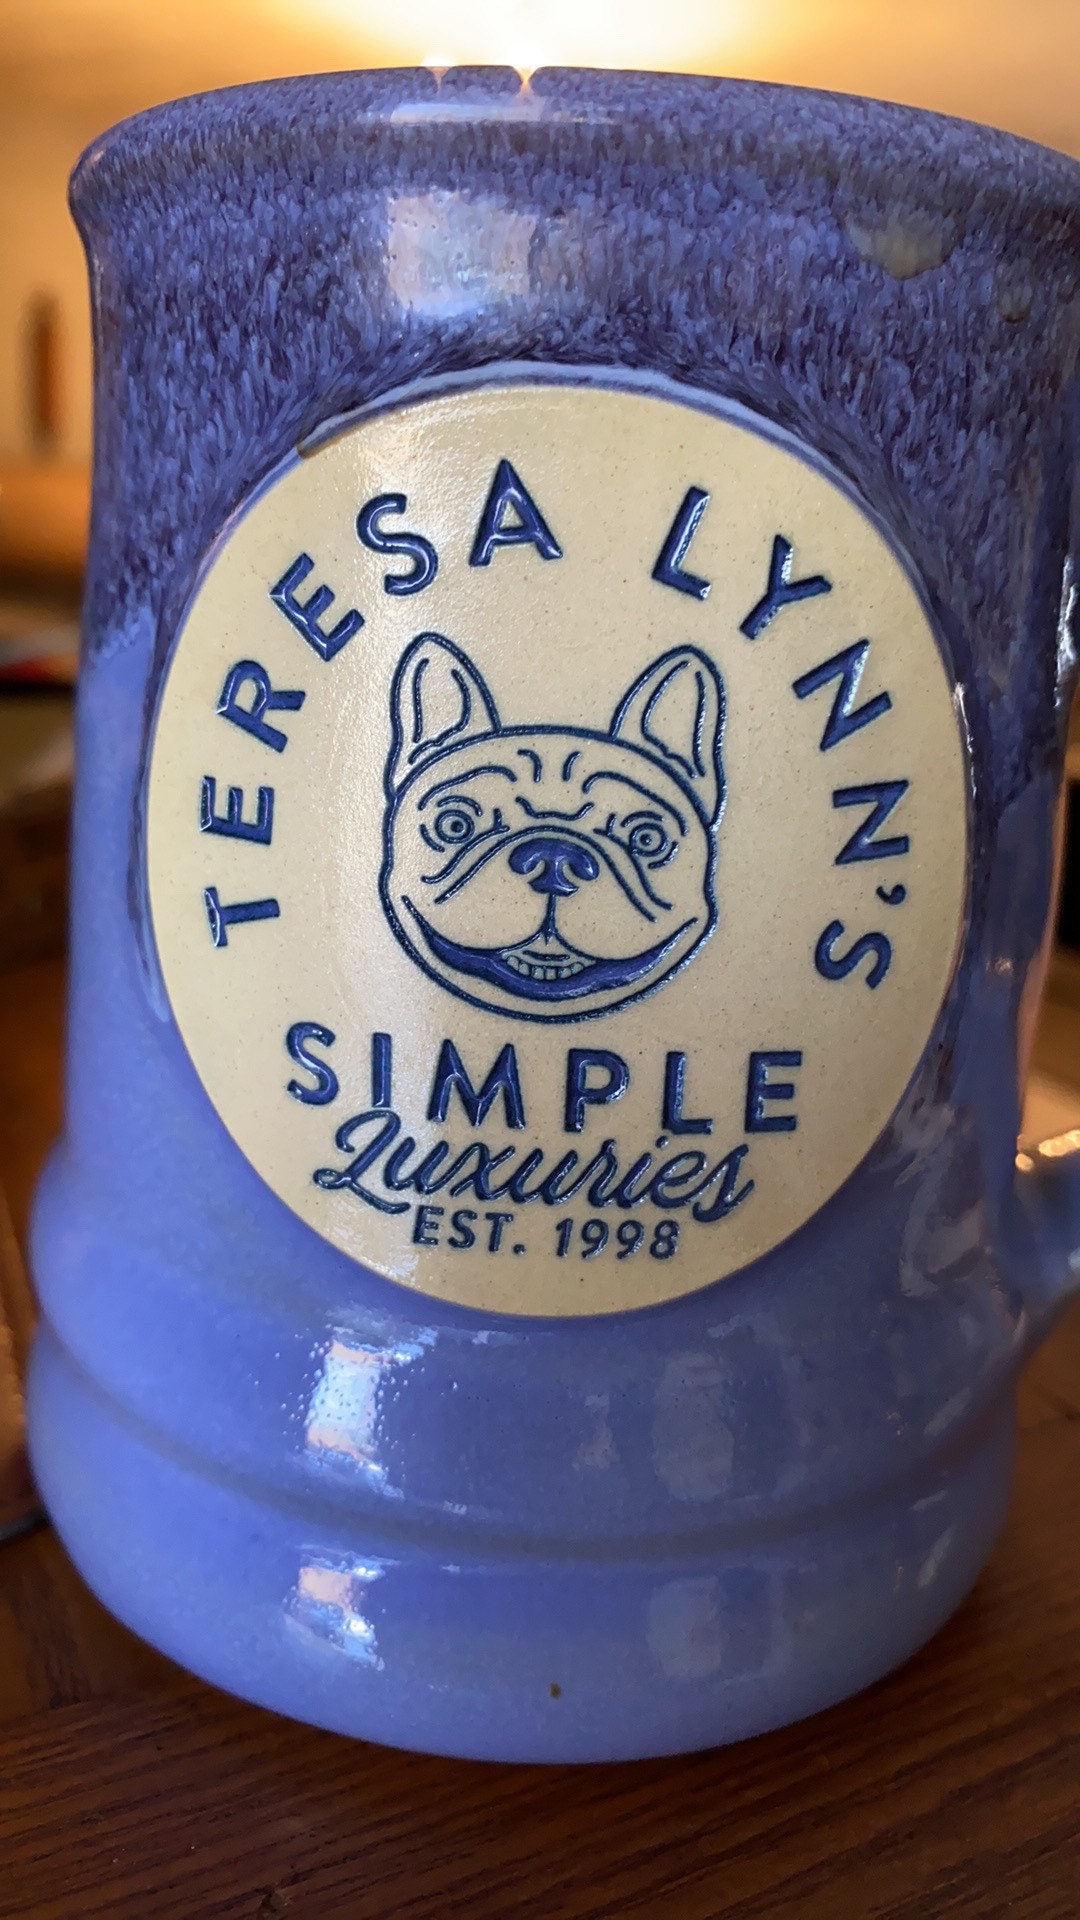 TERESA LYNN'S
SIMPLE
Luxuries
EST. 1998